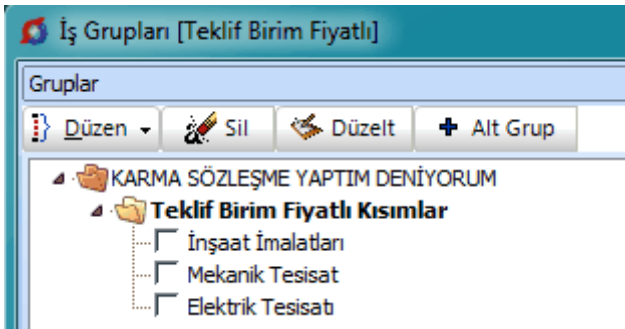 İş Grupları [Teklif Birim Fiyatlı]
Gruplar
Düzen Sil Düzelt Alt Grup
KARMA SÖZLEŞME YAPTIM DENİYORUM
Teklif Birim Fiyatlı Kısımlar
İnşaat İmalatları
Mekanik Tesisat
Elektrik Tesisatı